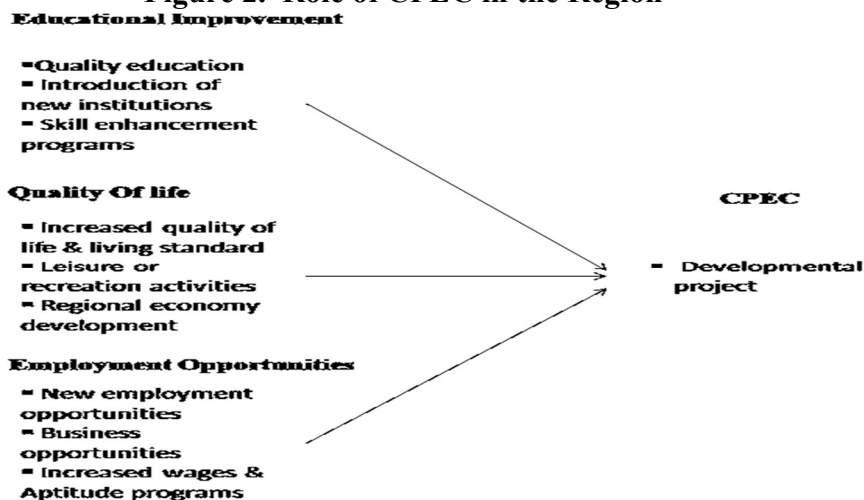 Figure 2. Role of CPEC in the Region
Educational Improvement
▪Quality education
▪ Introduction of
new institutions
▪ Skill enhancement
programs
Quality Of life
▪ Increased quality of
life & living standard
▪ Leisure or
recreation activities
▪ Regional economy
development
Employment Opportunities
▪ New employment
opportunities
▪ Business
opportunities
▪ Increased wages &
Aptitude programs
CPEC
▪ Developmental
project